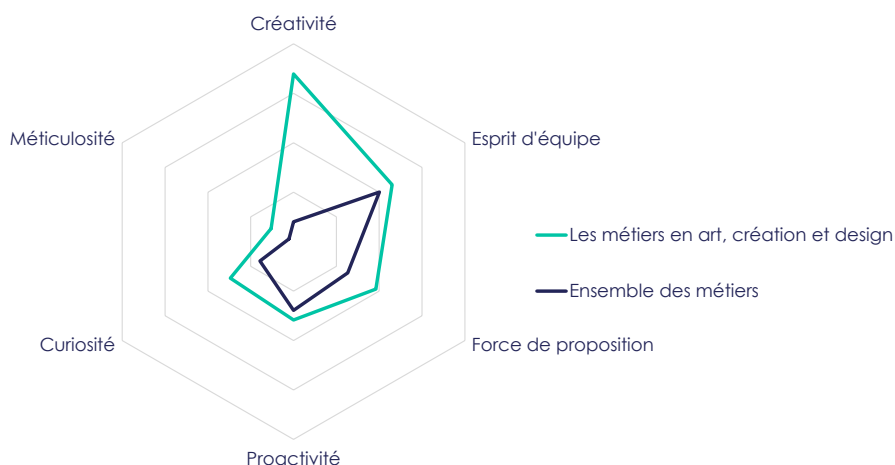 Créativité
Méticulosité
Esprit d'équipe
Les métiers en art, création et design
Ensemble des métiers
Curiosité
Force de proposition
Proactivité